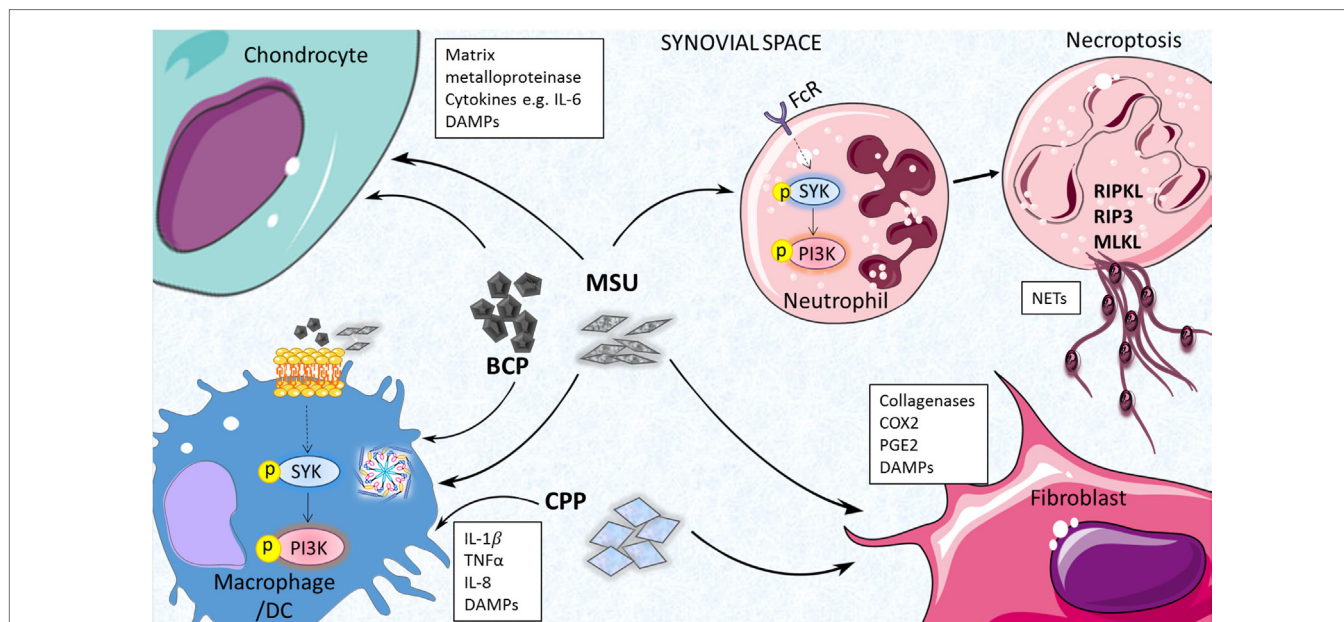 Chondrocyte
Matrix
metalloproteinase
Cytokines e.g. IL-6
DAMPs
SYNOVIAL SPACE
Necroptosis
FcR
p
SYK
p
PI3K
Neutrophil
RIPKL
RIP3
MLKL
NETs
MSU
BCP
p
SYK
p
PI3K
Macrophage
/DC
CPP
IL-1β
TNFα
IL-8
DAMPs
Collagenases
COX2
PGE2
DAMPs
Fibroblast